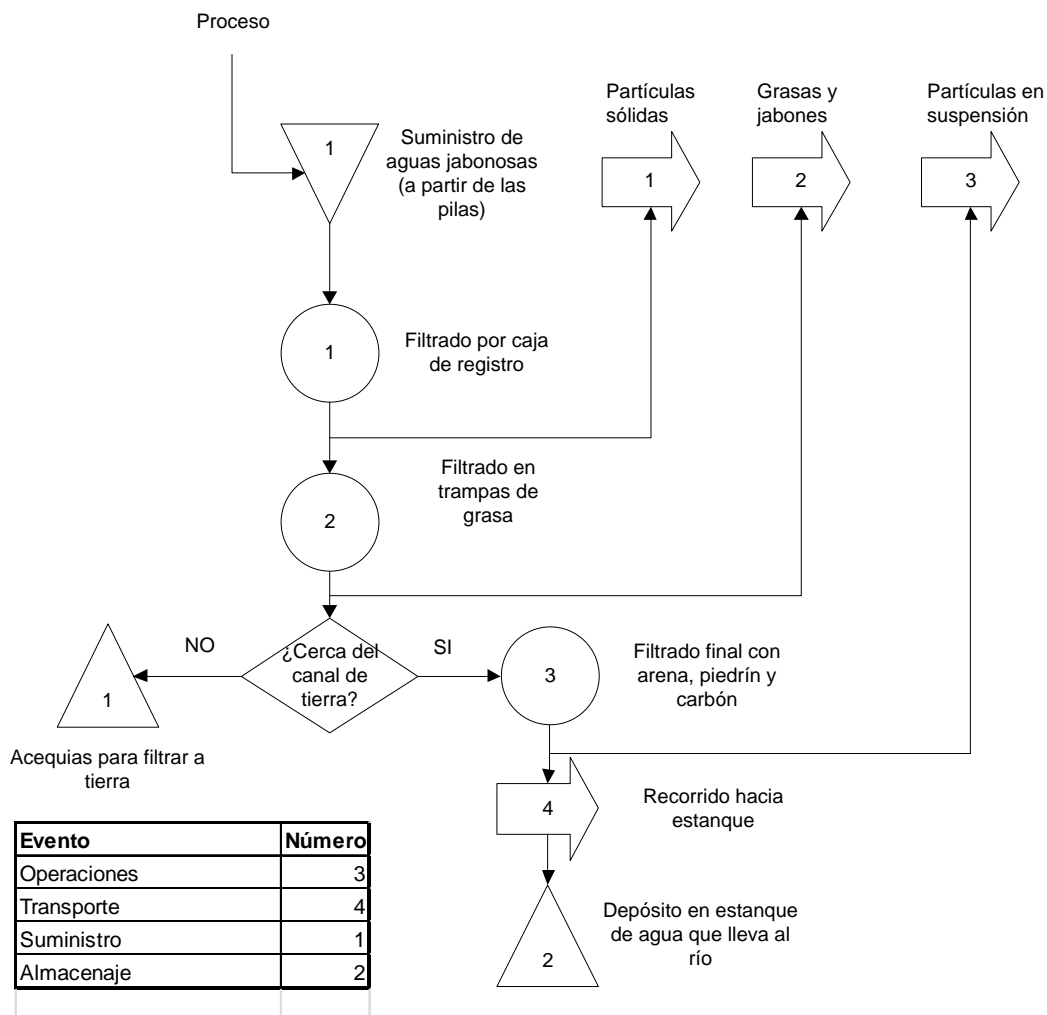 Proceso
Partículas
sólidas
Grasas y
jabones
Partículas en
suspensión
1
Suministro de
aguas jabonosas
(a partir de las
pilas)
1
2
3
1
Filtrado por caja
de registro
Filtrado en
trampas de
grasa
2
NO
¿Cerca del
canal de
tierra?
SI
3
Filtrado final con
arena, piedrín y
carbón
1
Acequias para filtrar a
tierra
4
Recorrido hacia
estanque
Evento Número
Operaciones 3
Transporte 4
Suministro 1
Almacenaje 2
2
Depósito en estanque
de agua que lleva al
río